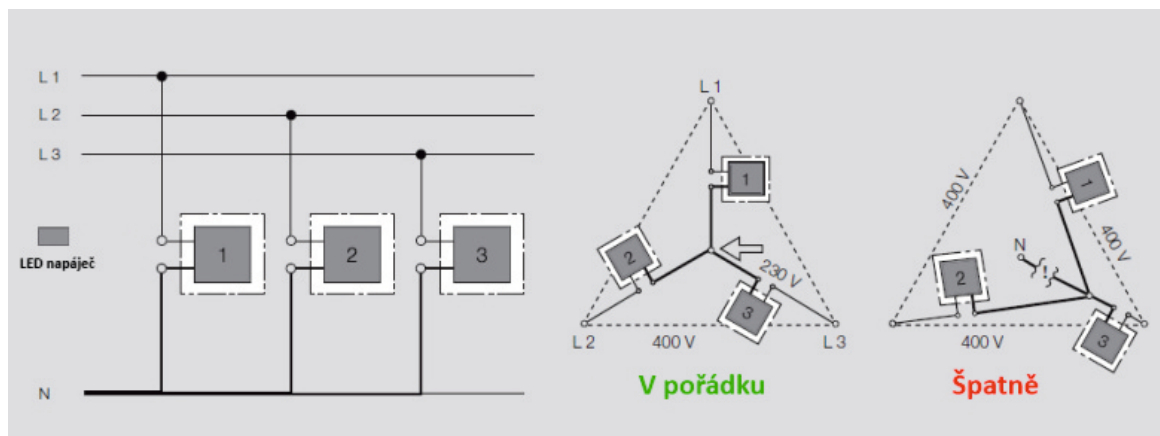 L 1
L 2
L 3
LED napáječ
1
2
3
N
L 1
1
2
230 V
3
L 2
400 V
L 3
V pořádku
400 V
1
400 V
N
!
2
3
400 V
Špatně